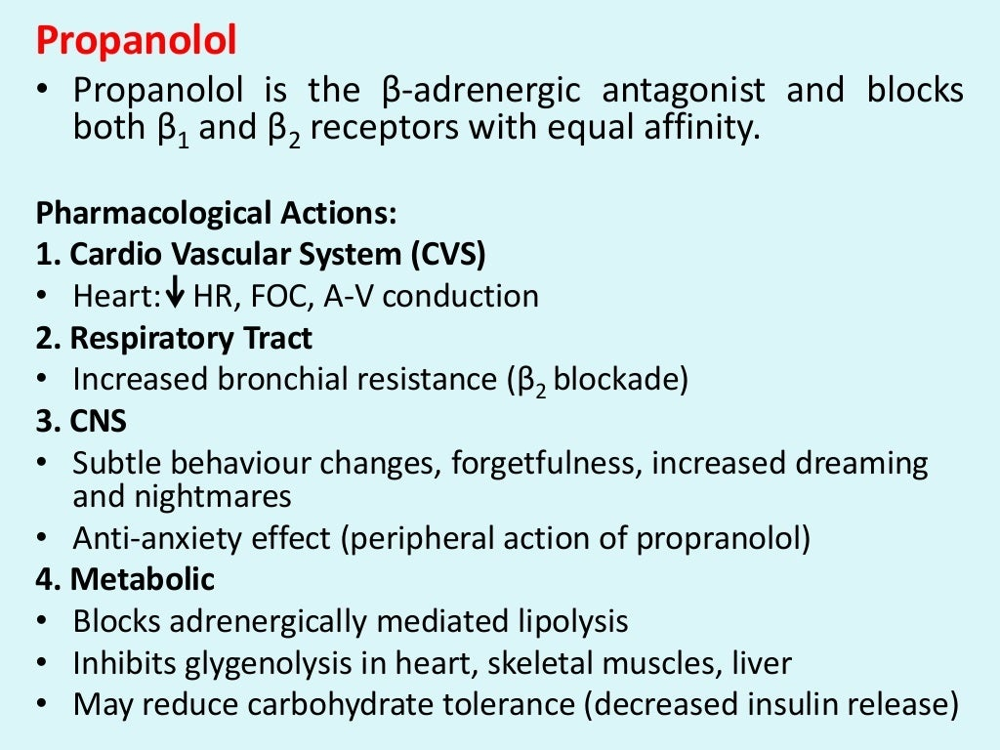 Propanolol
• Propanolol is the β-adrenergic antagonist and blocks
both β₁ and β₂ receptors with equal affinity.
Pharmacological Actions:
1. Cardio Vascular System (CVS)
• Heart:↓ HR, FOC, A-V conduction
2. Respiratory Tract
• Increased bronchial resistance (β₂ blockade)
3. CNS
• Subtle behaviour changes, forgetfulness, increased dreaming
and nightmares
• Anti-anxiety effect (peripheral action of propranolol)
4. Metabolic
• Blocks adrenergically mediated lipolysis
• Inhibits glygenolysis in heart, skeletal muscles, liver
• May reduce carbohydrate tolerance (decreased insulin release)